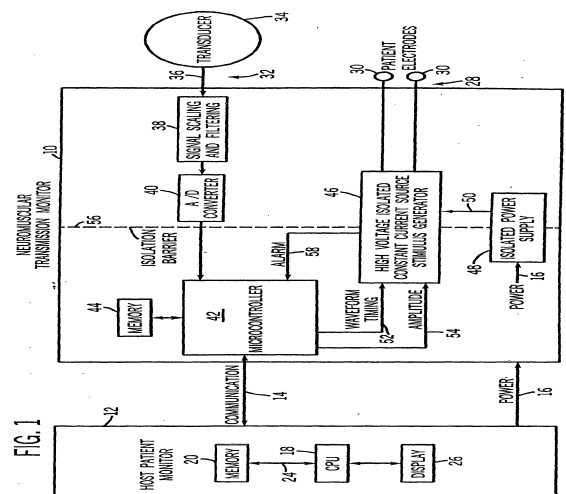 FIG. 1
NEUROMUSCULAR
TRANSMISSION MONITOR
10
12
HOST PATIENT
MONITOR
20
MEMORY
24
18
CPU
DISPLAY
26
COMMUNICATION
14
POWER
16
44
MEMORY
42
MICROCONTROLLER
56
ISOLATION
BARRIER
40
A/D
CONVERTER
38
SIGNAL SCALING
AND FILTERING
36
32
TRANSDUCER
34
ALARM
58
WAVEFORM
TIMING
52
AMPLITUDE
54
46
HIGH VOLTAGE ISOLATED
CONSTANT CURRENT SOURCE
STIMULUS GENERATOR
30
PATIENT
ELECTRODES
30
28
50
48
ISOLATED POWER
SUPPLY
POWER
16